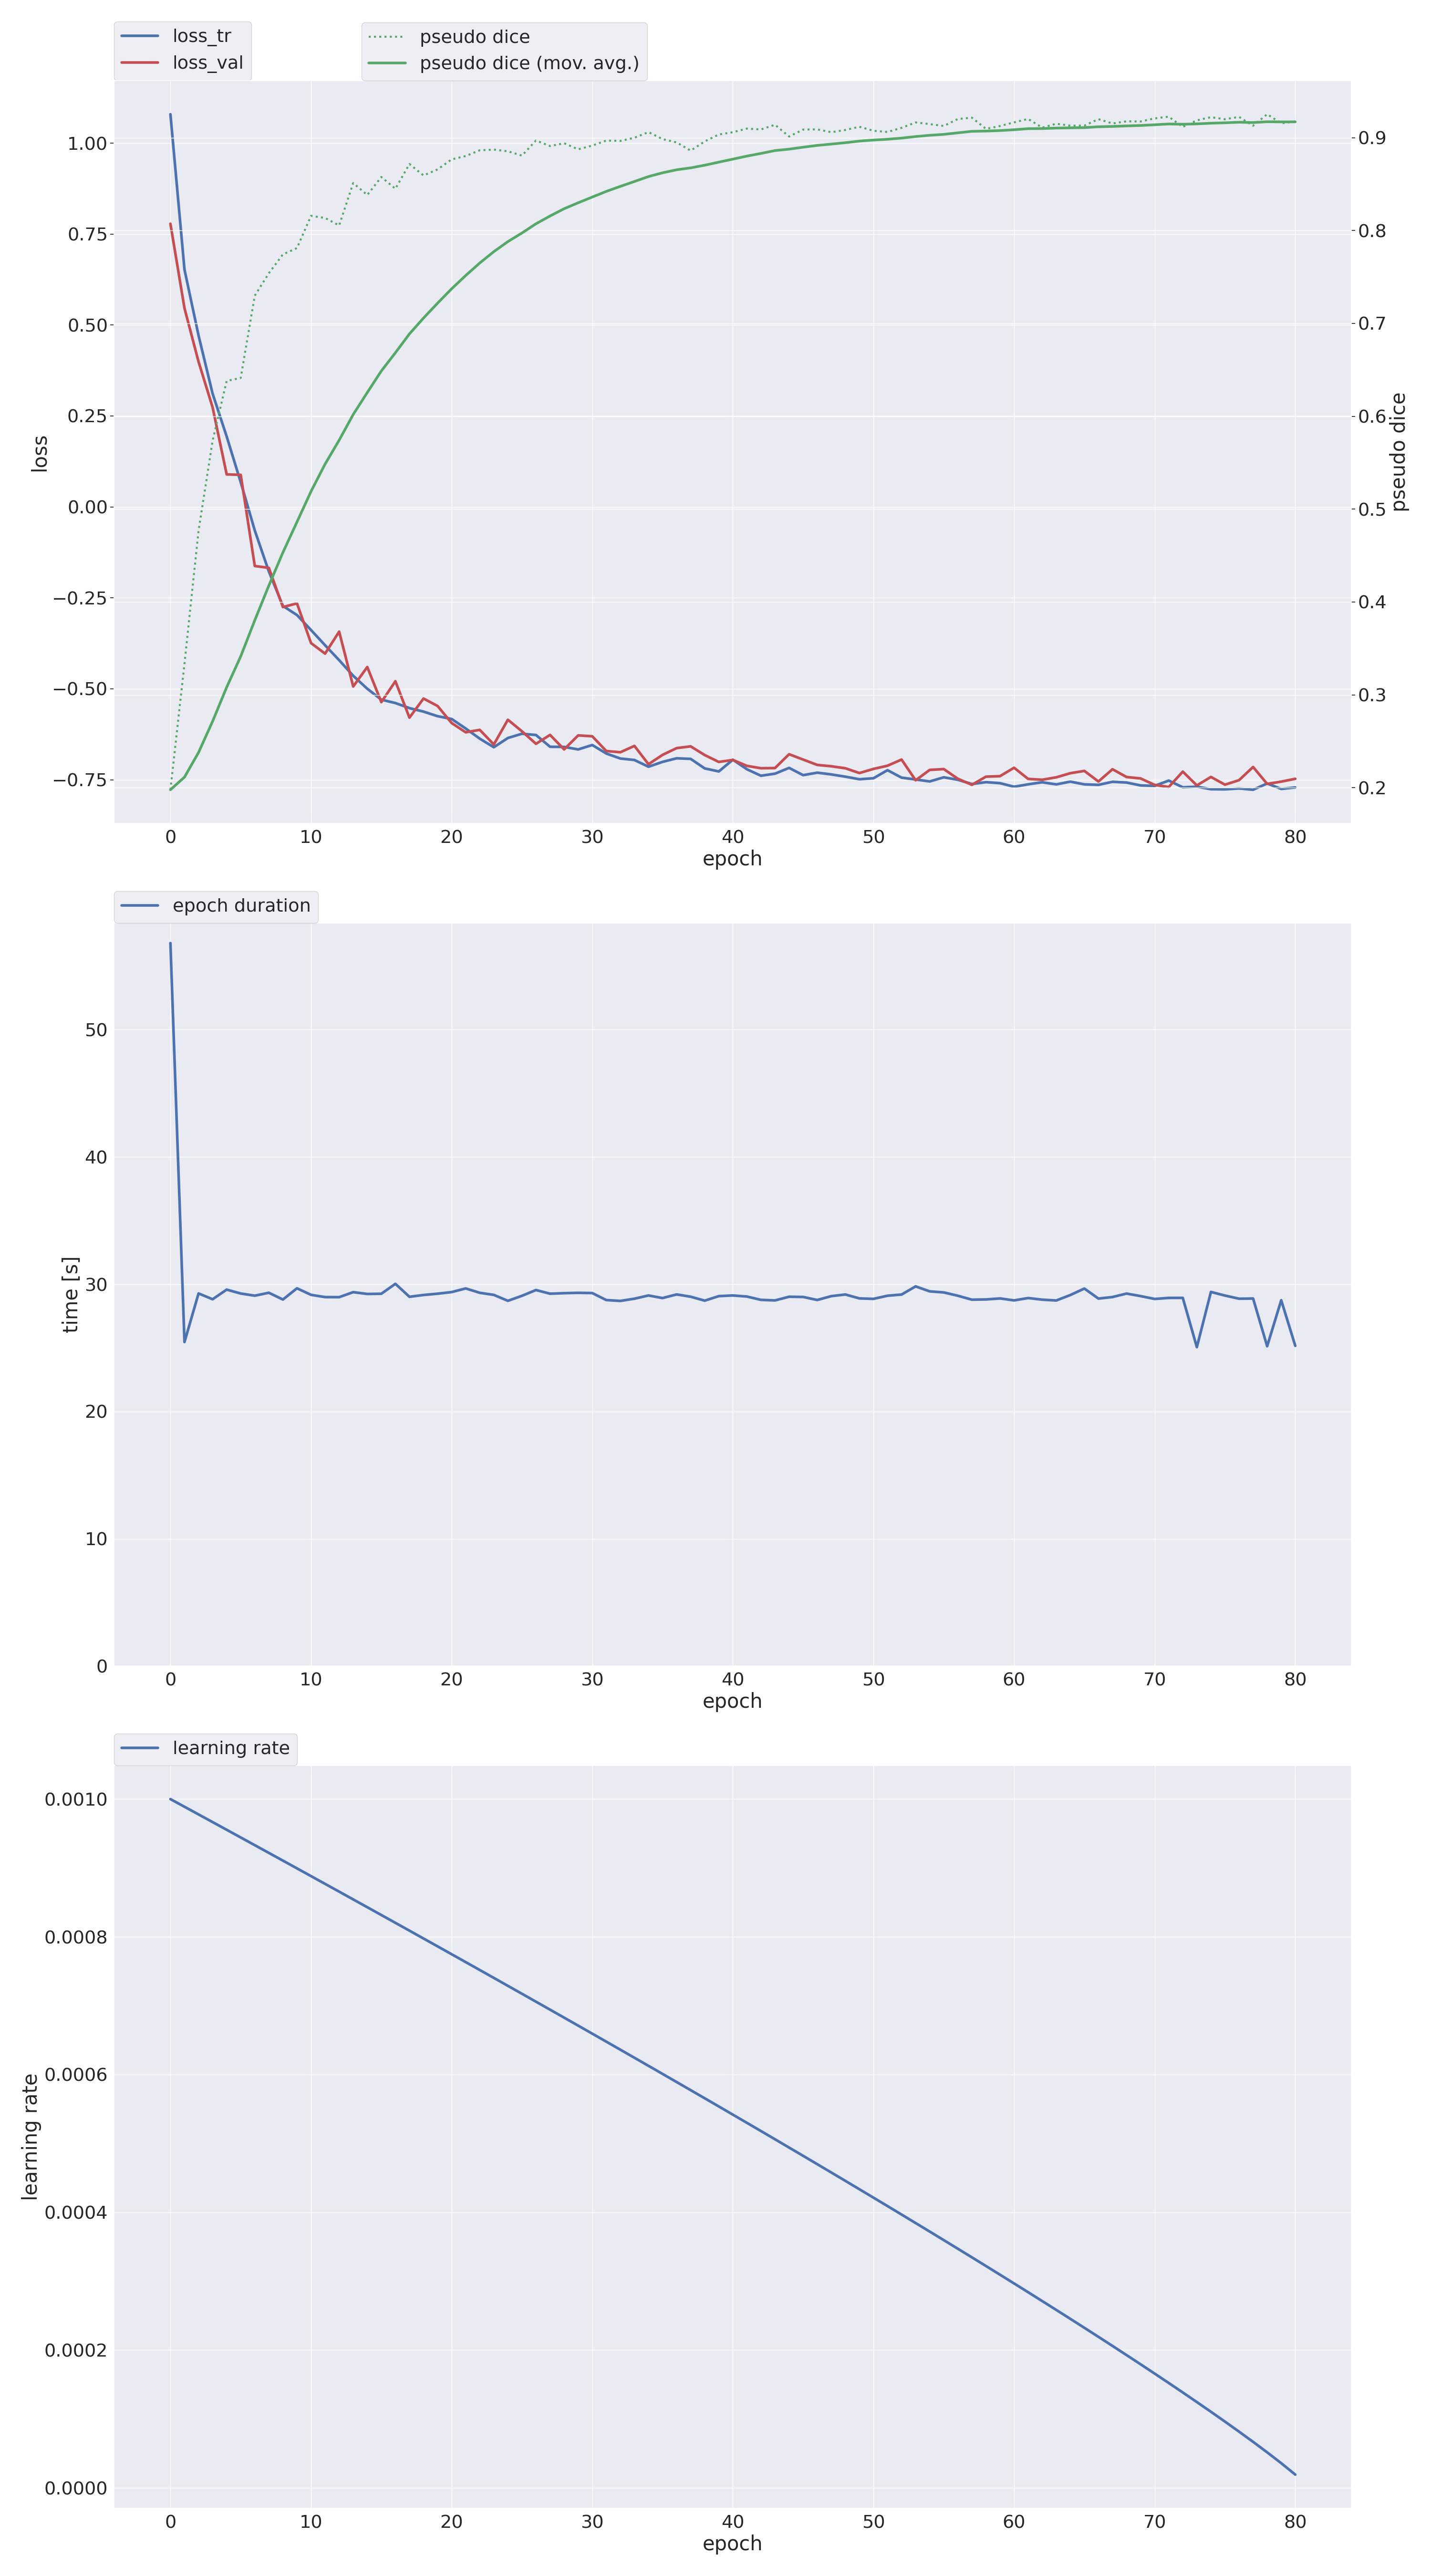 loss_tr
loss_val
pseudo dice
pseudo dice (mov. avg.)
1.00
0.75
0.50
0.25
0.00
−0.25
−0.50
−0.75
loss
0.9
0.8
0.7
0.6
0.5
0.4
0.3
0.2
pseudo dice
0 10 20 30 40 50 60 70 80
epoch
epoch duration
50
40
30
20
10
0
time [s]
0 10 20 30 40 50 60 70 80
epoch
learning rate
0.0010
0.0008
0.0006
0.0004
0.0002
0.0000
learning rate
0 10 20 30 40 50 60 70 80
epoch